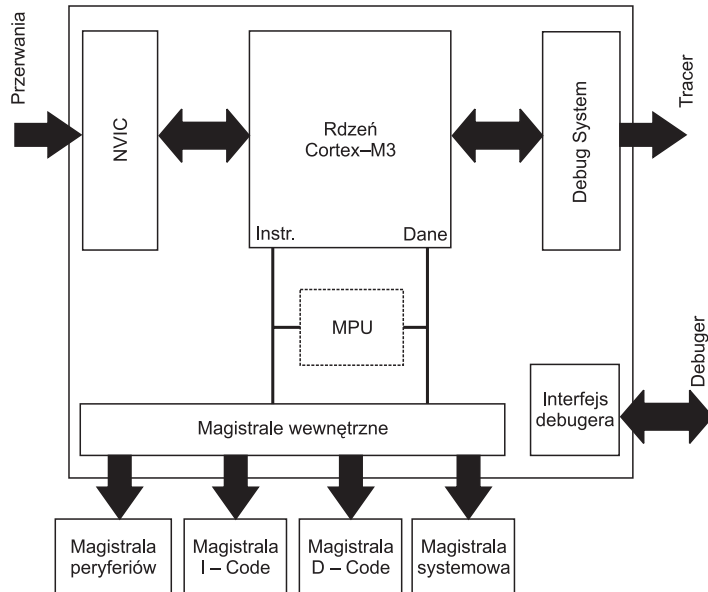 Przerwania
NVIC
Rdzeń
Cortex–M3
Debug System
Tracer
Instr.
Dane
MPU
Debuger
Interfejs
debugera
Magistrale wewnętrzne
Magistrala
peryferiów
Magistrala
I – Code
Magistrala
D – Code
Magistrala
systemowa